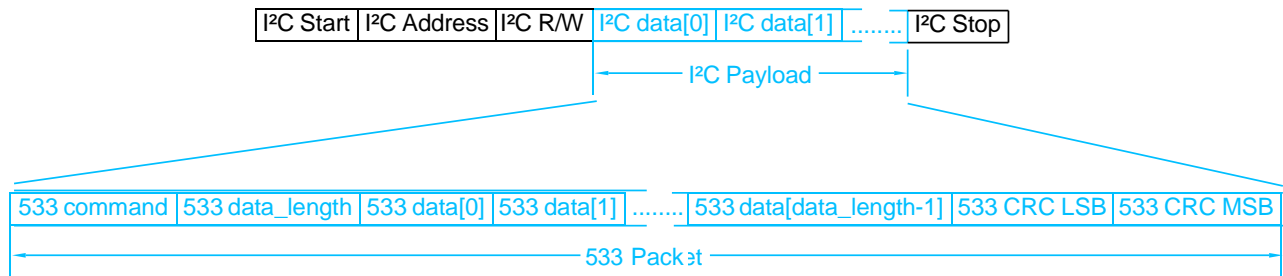 I²C Start I²C Address I²C R/W I²C data[0] I²C data[1] ........ I²C Stop
I²C Payload
533 command 533 data_length 533 data[0] 533 data[1] ........ 533 data[data_length-1] 533 CRC LSB 533 CRC MSB
533 Packet